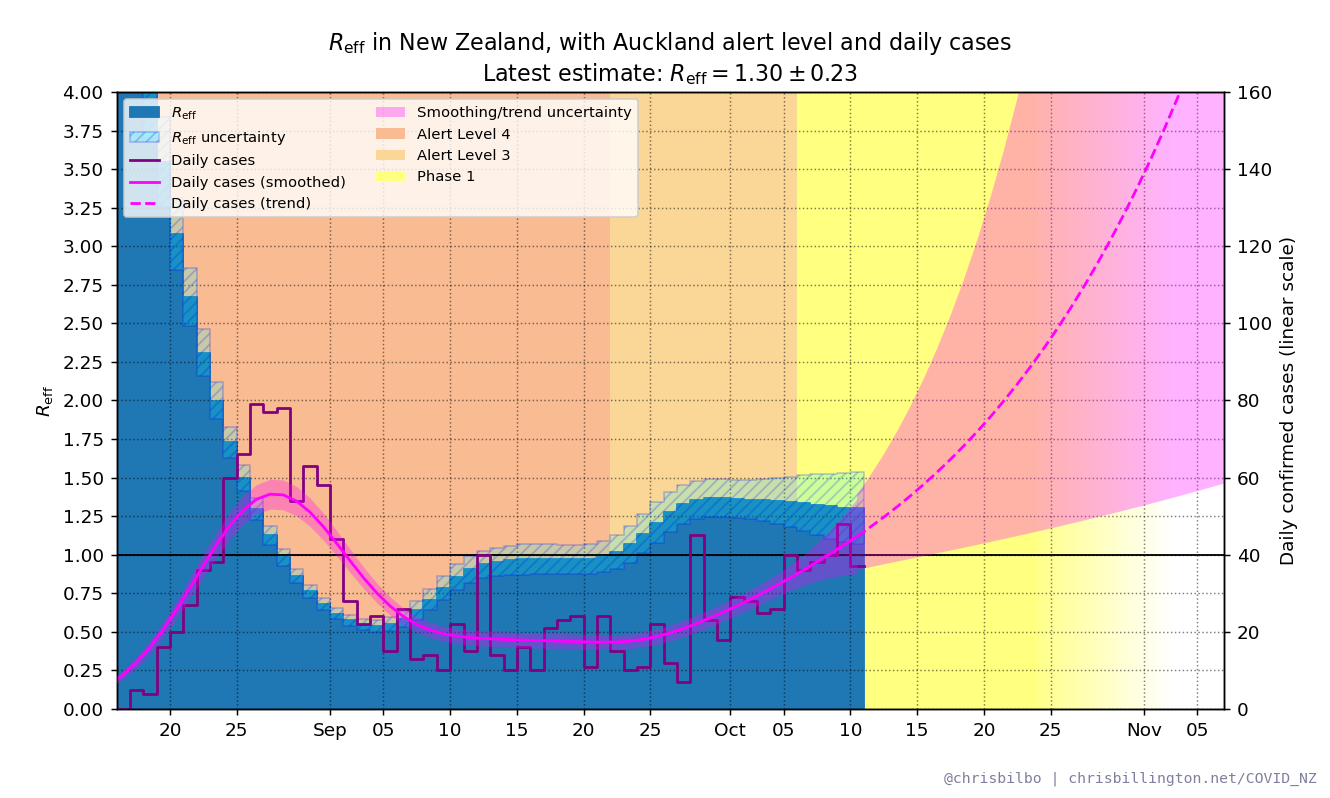 Reff in New Zealand, with Auckland alert level and daily cases
Latest estimate: Reff = 1.30 ± 0.23
Reff
Reff uncertainty
Daily cases
Daily cases (smoothed)
Daily cases (trend)
Smoothing/trend uncertainty
Alert Level 4
Alert Level 3
Phase 1
Reff
4.00
3.75
3.50
3.25
3.00
2.75
2.50
2.25
2.00
1.75
1.50
1.25
1.00
0.75
0.50
0.25
0.00
160
140
120
100
80
60
40
20
0
Daily confirmed cases (linear scale)
20 25 Sep 05 10 15 20 25 Oct 05 10 15 20 25 Nov 05
@chrisbilbo | chrisbillington.net/COVID_NZ